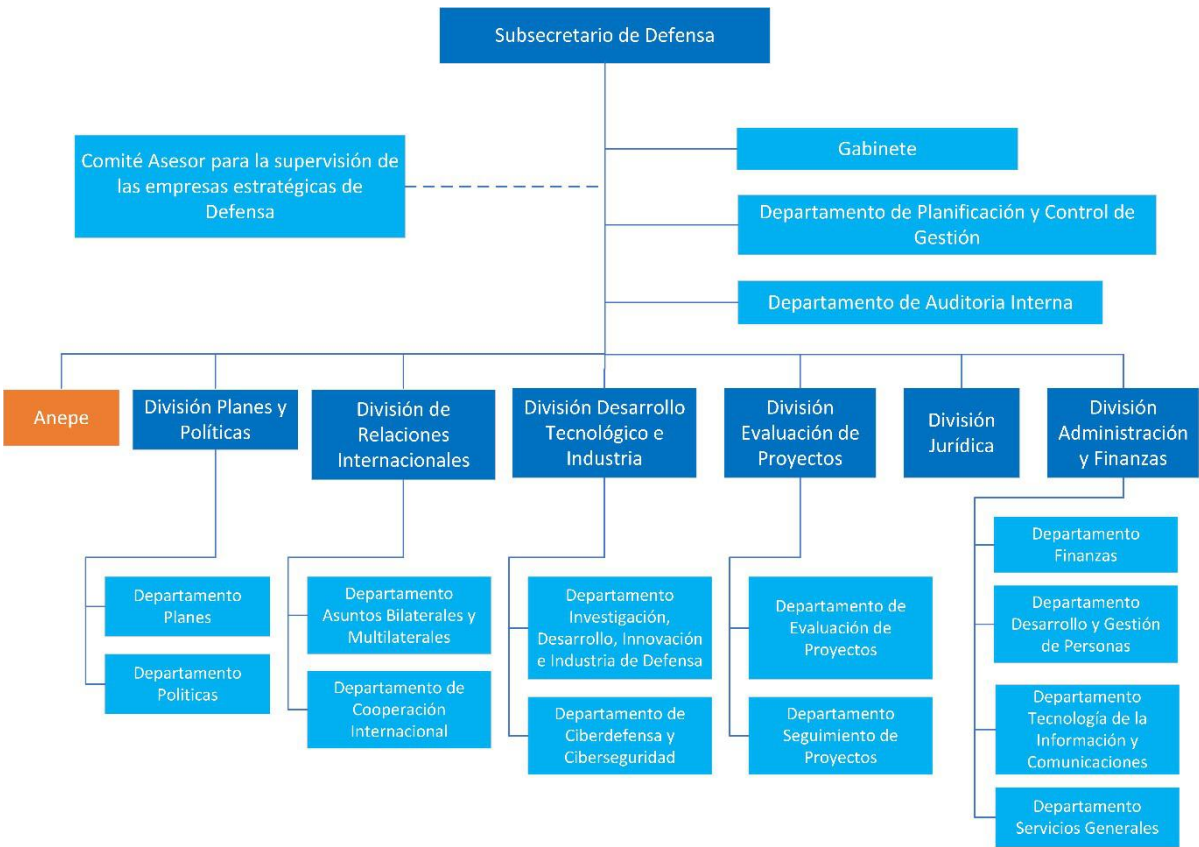 Subsecretario de Defensa
Comité Asesor para la supervisión de
las empresas estratégicas de
Defensa
Gabinete
Departamento de Planificación y Control de
Gestión
Departamento de Auditoria Interna
Anepe
División Planes y
Políticas
División de
Relaciones
Internacionales
División Desarrollo
Tecnológico e
Industria
División
Evaluación de
Proyectos
División
Jurídica
División
Administración
y Finanzas
Departamento
Planes
Departamento
Politicas
Departamento
Asuntos Bilaterales y
Multilaterales
Departamento de
Cooperación
Internacional
Departamento
Investigación,
Desarrollo, Innovación
e Industria de Defensa
Departamento de
Ciberdefensa y
Ciberseguridad
Departamento de
Evaluación de
Proyectos
Departamento
Seguimiento de
Proyectos
Departamento
Finanzas
Departamento
Desarrollo y Gestión
de Personas
Departamento
Tecnología de la
Información y
Comunicaciones
Departamento
Servicios Generales